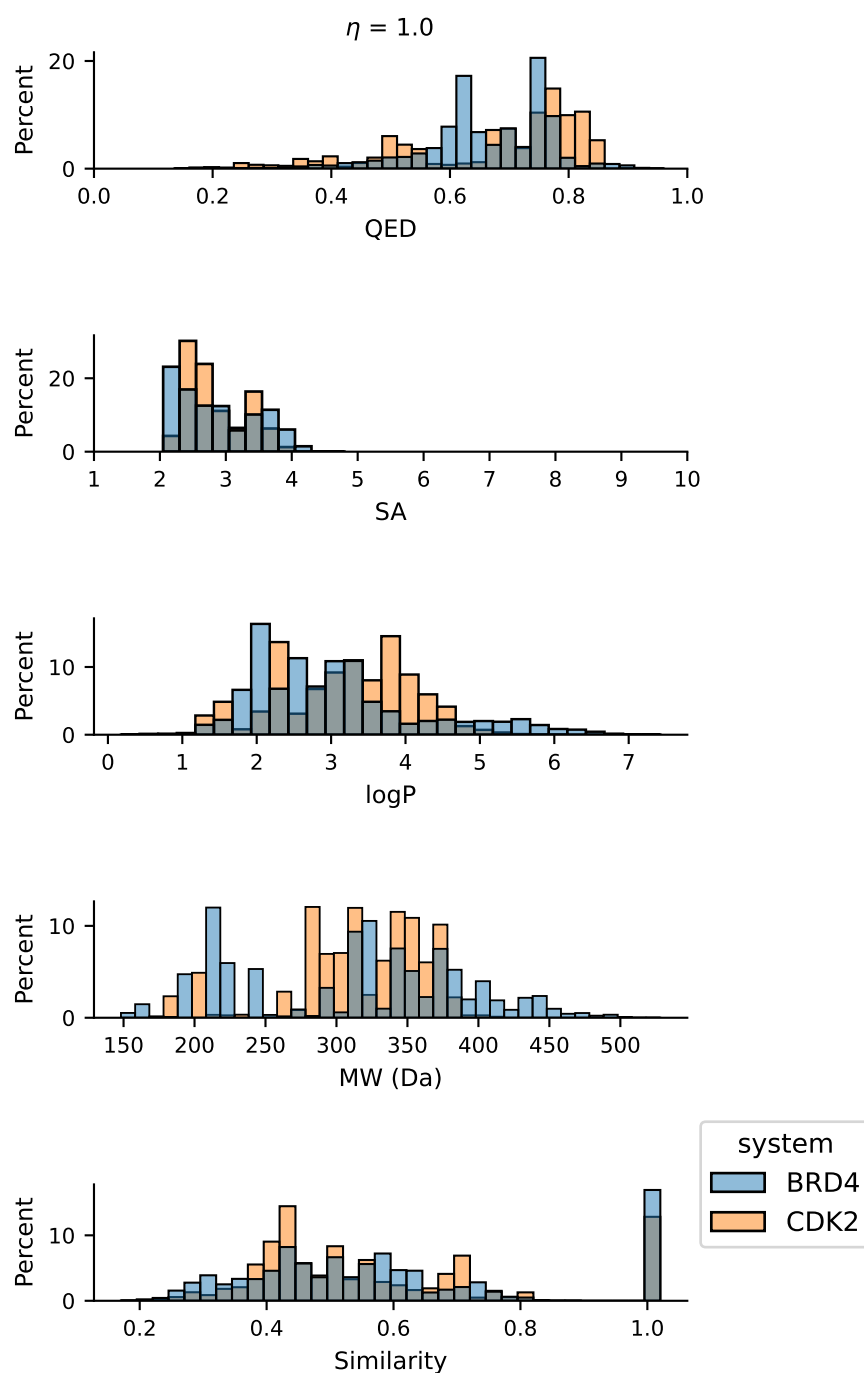 η = 1.0
Percent
20
0
0.0 0.2 0.4 0.6 0.8 1.0
QED
Percent
20
0
1 2 3 4 5 6 7 8 9 10
SA
Percent
10
0
0 1 2 3 4 5 6 7
logP
Percent
10
0
150 200 250 300 350 400 450 500
MW (Da)
system
BRD4
CDK2
Percent
10
0
0.2 0.4 0.6 0.8 1.0
Similarity